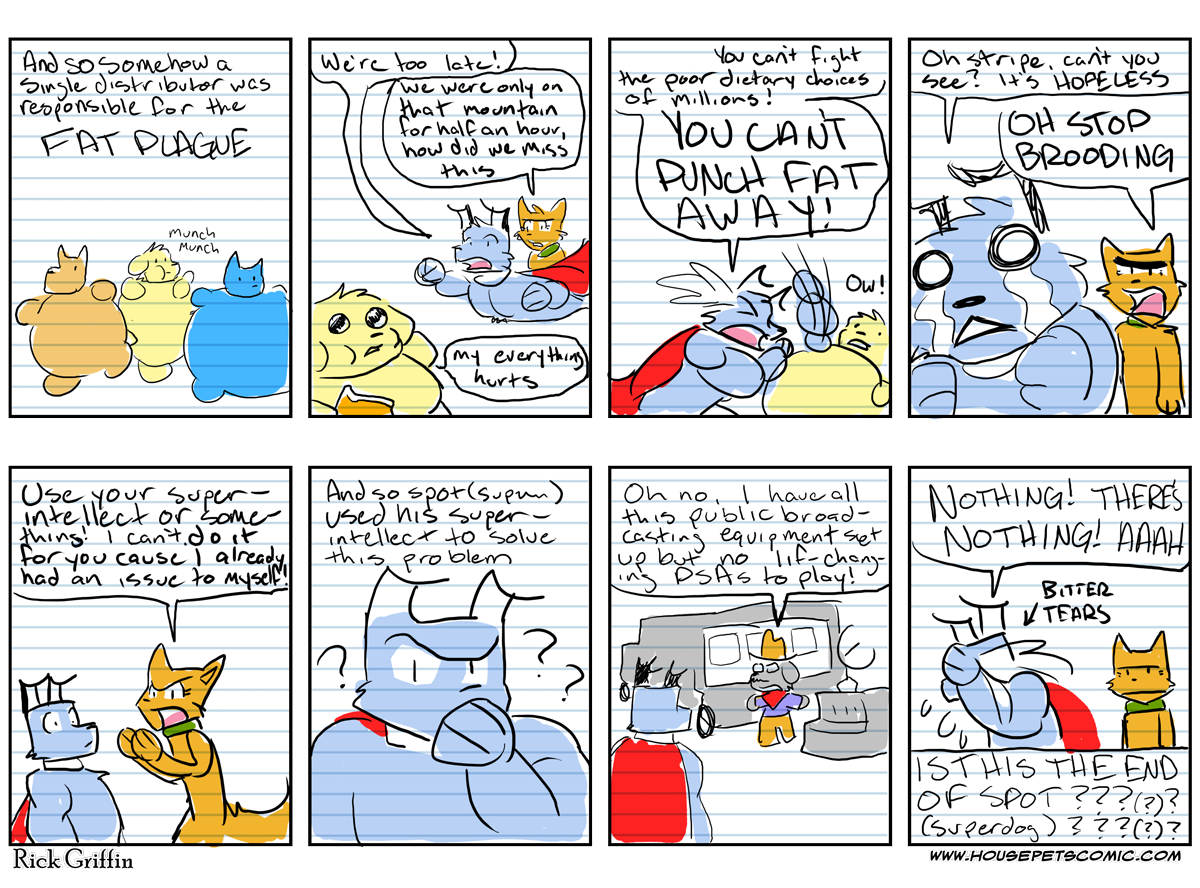 And so somehow a
single distributor was
responsible for the
FAT PLAGUE
MUNCH
MUNCH
We're too late!
We were only on
that mountain
for half an hour,
how did we miss
this
My everything
hurts
You can't fight
the poor dietary choices
of millions!
YOU CAN'T
PUNCH FAT
AWAY!
Ow!
Oh stripe, can't you
see? It's HOPELESS
OH STOP
BROODING
Use your super-
intellect or some-
thing! I can't do it
for you cause I already
had an issue to myself!
And so spot (supurr)
used his super-
intellect to solve
this problem
?
?
?
Oh no, I have all
this public broad-
casting equipment set
up but no lif-chang-
ing PSAs to play!
NOTHING! THERE'S
NOTHING! AAAH
BITTER
TEARS
IS THIS THE END
OF SPOT ???(?)?
(superdog) ???(?)?
Rick Griffin
WWW.HOUSEPETSCOMIC.COM